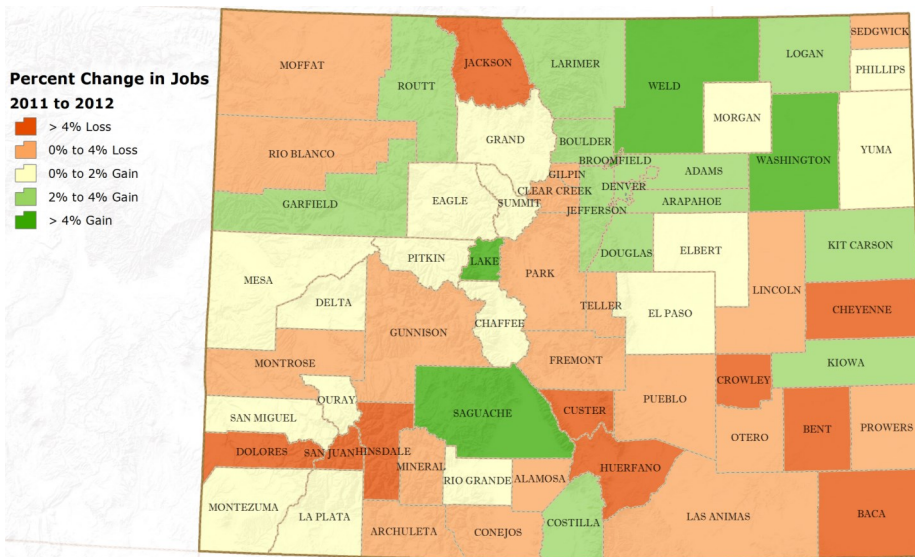 Percent Change in Jobs
2011 to 2012
> 4% Loss
0% to 4% Loss
0% to 2% Gain
2% to 4% Gain
> 4% Gain
MOFFAT
ROUTT
JACKSON
LARIMER
WELD
LOGAN
SEDGWICK
PHILLIPS
MORGAN
GRAND
BOULDER
RIO BLANCO
BROOMFIELD
WASHINGTON
YUMA
GILPIN
ADAMS
CLEAR CREEK
DENVER
EAGLE
SUMMIT
JEFFERSON
ARAPAHOE
GARFIELD
KIT CARSON
PITKIN
LAKE
DOUGLAS
ELBERT
MESA
PARK
LINCOLN
DELTA
TELLER
CHEYENNE
EL PASO
CHAFFEE
GUNNISON
MONTROSE
FREMONT
KIOWA
CROWLEY
OURAY
PUEBLO
SAN MIGUEL
SAGUACHE
CUSTER
OTERO
BENT
PROWERS
DOLORES
SAN JUAN
HINSDALE
MINERAL
HUERFANO
RIO GRANDE
ALAMOSA
MONTEZUMA
LA PLATA
ARCHULETA
CONEJOS
COSTILLA
LAS ANIMAS
BACA